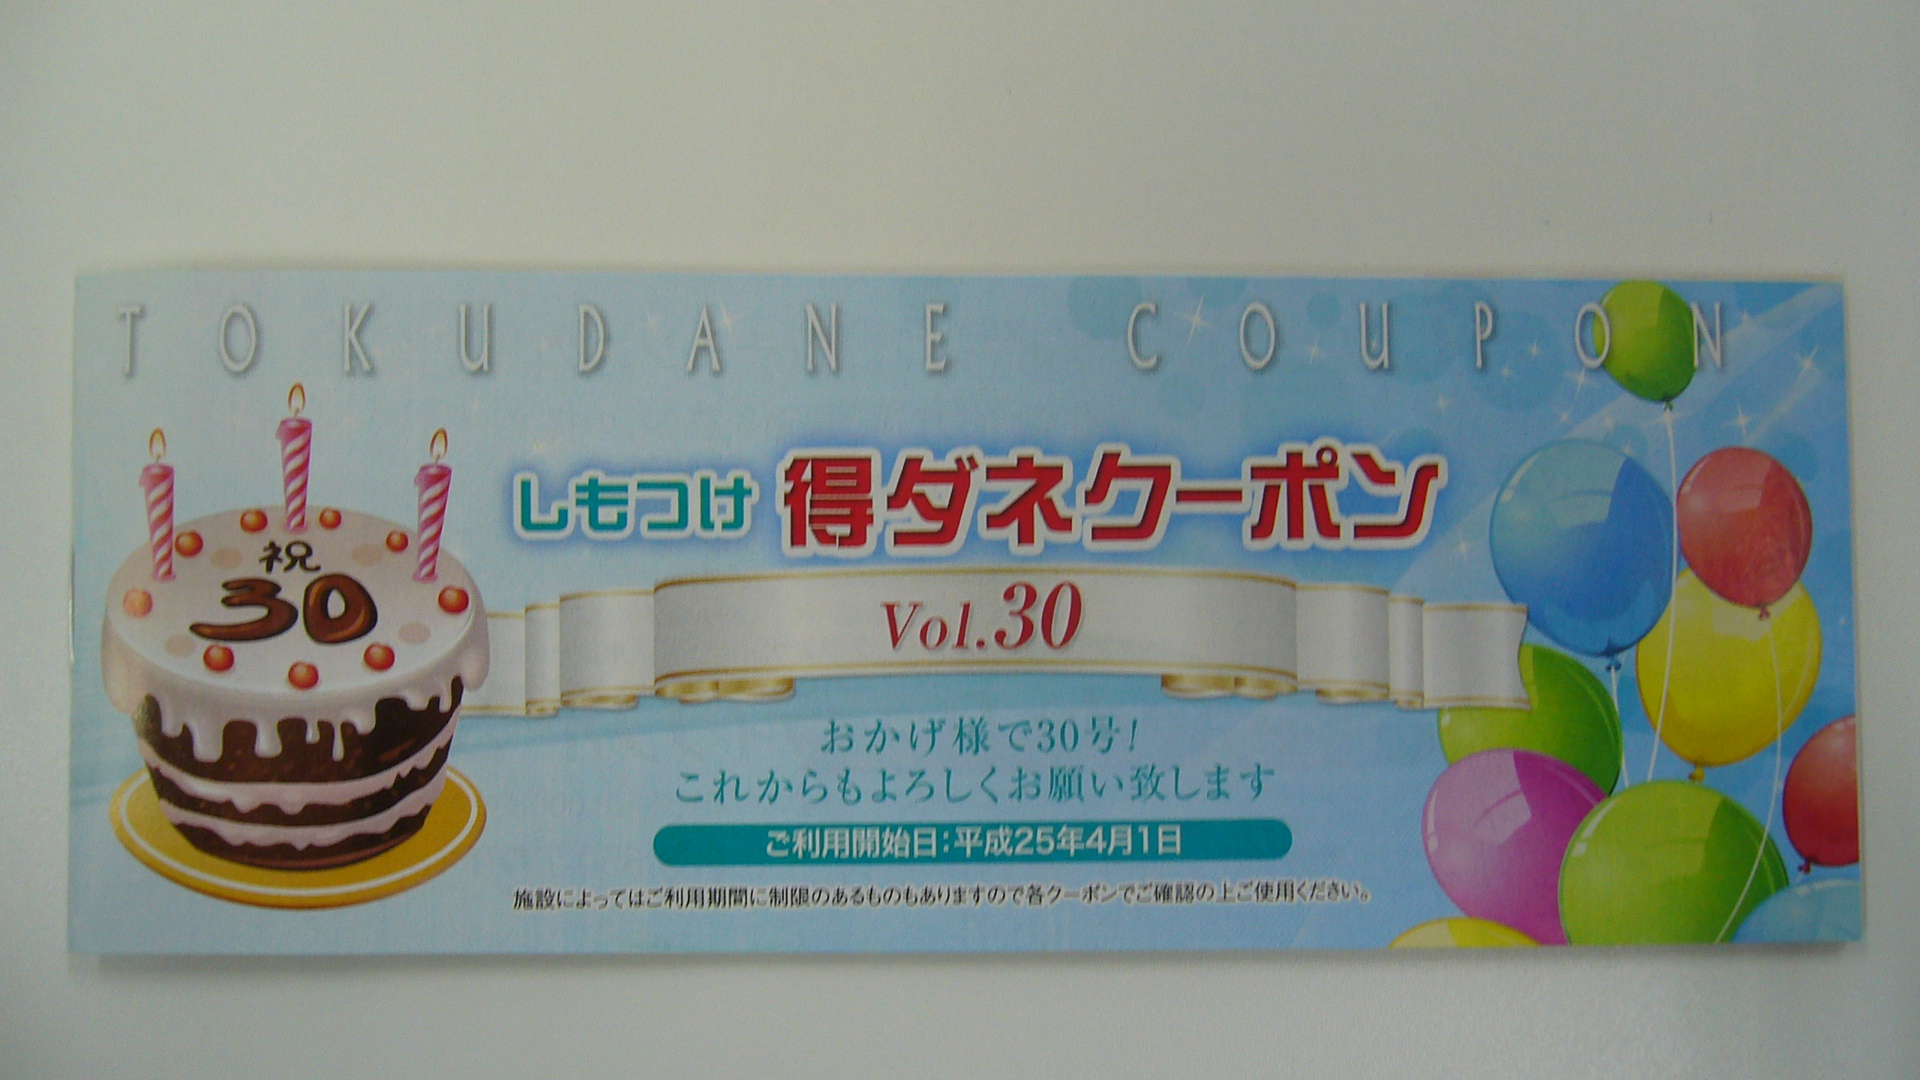 TOKUDANE COUPON
しもつけ 得ダネクーポン
祝
30
Vol.30
おかげ様で30号!
これからもよろしくお願い致します
ご利用開始日:平成25年4月1日
施設によってはご利用期間に制限のあるものもありますので各クーポンでご確認の上ご使用ください。